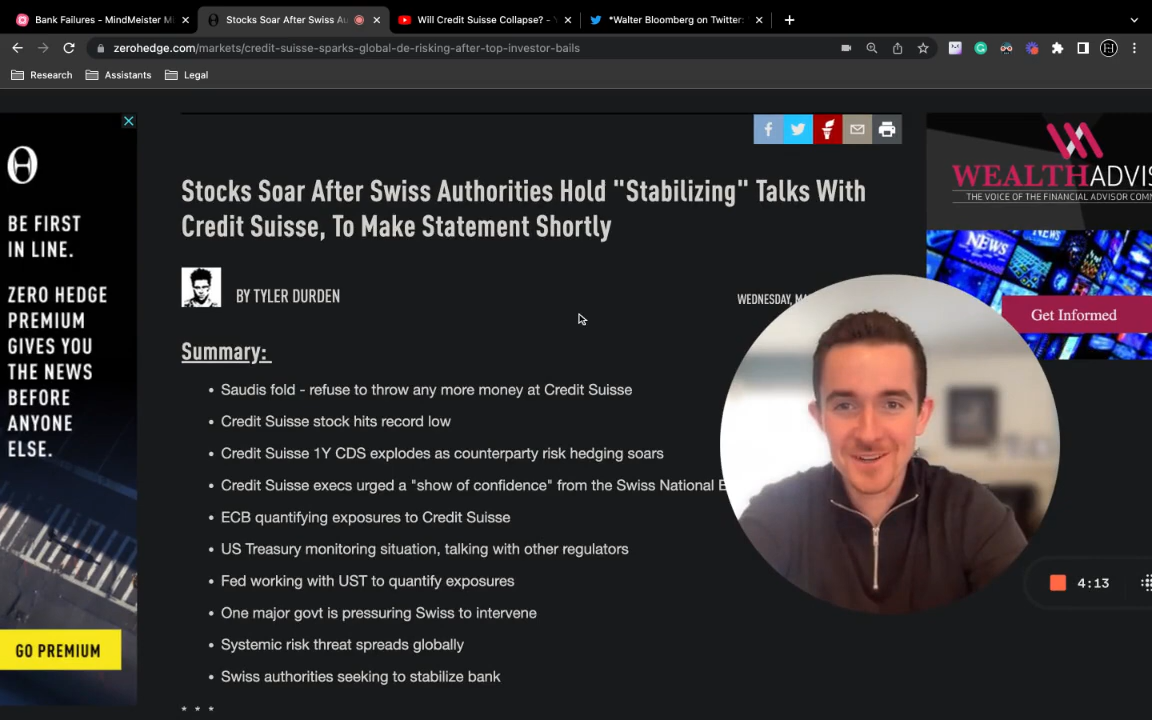 Bank Failures - MindMeister Mi
Stocks Soar After Swiss Au
Will Credit Suisse Collapse? -
*Walter Bloomberg on Twitter:
zerohedge.com/markets/credit-suisse-sparks-global-de-risking-after-top-investor-bails
Research
Assistants
Legal
BE FIRST
IN LINE.
ZERO HEDGE
PREMIUM
GIVES YOU
THE NEWS
BEFORE
ANYONE
ELSE.
GO PREMIUM
Stocks Soar After Swiss Authorities Hold "Stabilizing" Talks With
Credit Suisse, To Make Statement Shortly
BY TYLER DURDEN
WEDNESDAY,
Summary:
• Saudis fold - refuse to throw any more money at Credit Suisse
• Credit Suisse stock hits record low
• Credit Suisse 1Y CDS explodes as counterparty risk hedging soars
• Credit Suisse execs urged a "show of confidence" from the Swiss National
• ECB quantifying exposures to Credit Suisse
• US Treasury monitoring situation, talking with other regulators
• Fed working with UST to quantify exposures
• One major govt is pressuring Swiss to intervene
• Systemic risk threat spreads globally
• Swiss authorities seeking to stabilize bank
* * *
WEALTHADVIS
THE VOICE OF THE FINANCIAL ADVISOR COM
NEWS
Get Informed
4:13